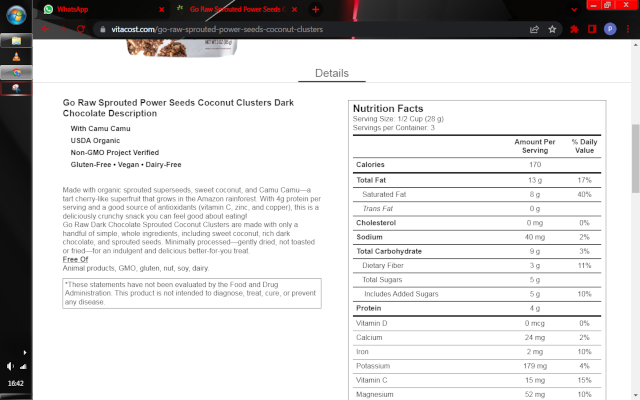 WhatsApp
Go Raw Sprouted Power Seeds C
vitacost.com/go-raw-sprouted-power-seeds-coconut-clusters
Details
Go Raw Sprouted Power Seeds Coconut Clusters Dark
Chocolate Description
With Camu Camu
USDA Organic
Non-GMO Project Verified
Gluten-Free • Vegan • Dairy-Free
Made with organic sprouted superseeds, sweet coconut, and Camu Camu—a
tart cherry-like superfruit that grows in the Amazon rainforest. With 4g protein per
serving and a good source of antioxidants (vitamin C, zinc, and copper), this is a
deliciously crunchy snack you can feel good about eating!
Go Raw Dark Chocolate Sprouted Coconut Clusters are made with only a
handful of simple, whole ingredients, including sweet coconut, rich dark
chocolate, and sprouted seeds. Minimally processed—gently dried, not toasted
or fried—for an indulgent and delicious better-for-you treat.
Free Of
Animal products, GMO, gluten, nut, soy, dairy.
*These statements have not been evaluated by the Food and Drug
Administration. This product is not intended to diagnose, treat, cure, or prevent
any disease.
Nutrition Facts
Serving Size: 1/2 Cup (28 g)
Servings per Container: 3
Amount Per Serving % Daily Value
Calories 170
Total Fat 13 g 17%
Saturated Fat 8 g 40%
Trans Fat 0 g
Cholesterol 0 mg 0%
Sodium 40 mg 2%
Total Carbohydrate 9 g 3%
Dietary Fiber 3 g 11%
Total Sugars 5 g
Includes Added Sugars 5 g 10%
Protein 4 g
Vitamin D 0 mcg 0%
Calcium 24 mg 2%
Iron 2 mg 10%
Potassium 179 mg 4%
Vitamin C 15 mg 15%
Magnesium 52 mg 10%
16:42